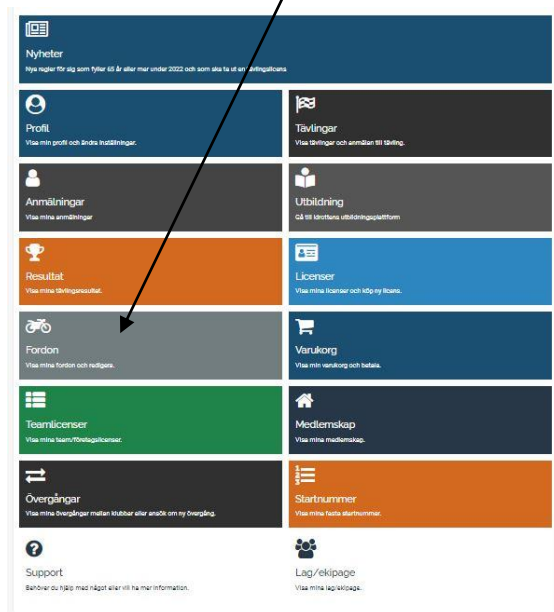 Nyheter
Nya regler för sig som fyller 65 år eller mer under 2022 och som ska ta ut en tävlingslicens
Profil
Visa min profil och ändra inställningar.
Tävlingar
Visa tävlingar och anmälan till tävling.
Anmälningar
Visa mina anmälningar
Utbildning
Gå till Idrottens utbildningsplattform
Resultat
Visa mina tävlingsresultat.
Licenser
Visa mina licenser och köp ny licens.
Fordon
Visa mina fordon och redigera.
Varukorg
Visa min varukorg och betala.
Teamlicenser
Visa mina team/företagslicenser.
Medlemskap
Visa mina medlemskap.
Övergångar
Visa mina övergångar mellan klubbar eller ansök om ny övergång.
Startnummer
Visa mina fasta startnummer.
Support
Behöver du hjälp med något eller vill ha mer information.
Lag/ekipage
Visa mina lag/ekipage.